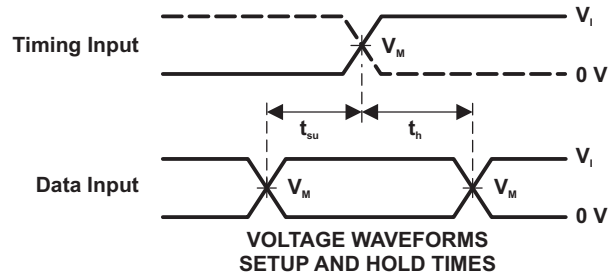 Timing Input
V_I
V_M
0 V
t_su
t_h
Data Input
V_I
V_M
V_M
0 V
VOLTAGE WAVEFORMS
SETUP AND HOLD TIMES